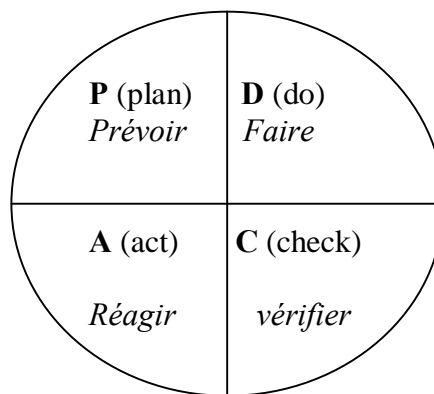 P (plan)
Prévoir
D (do)
Faire
A (act)
Réagir
C (check)
vérifier